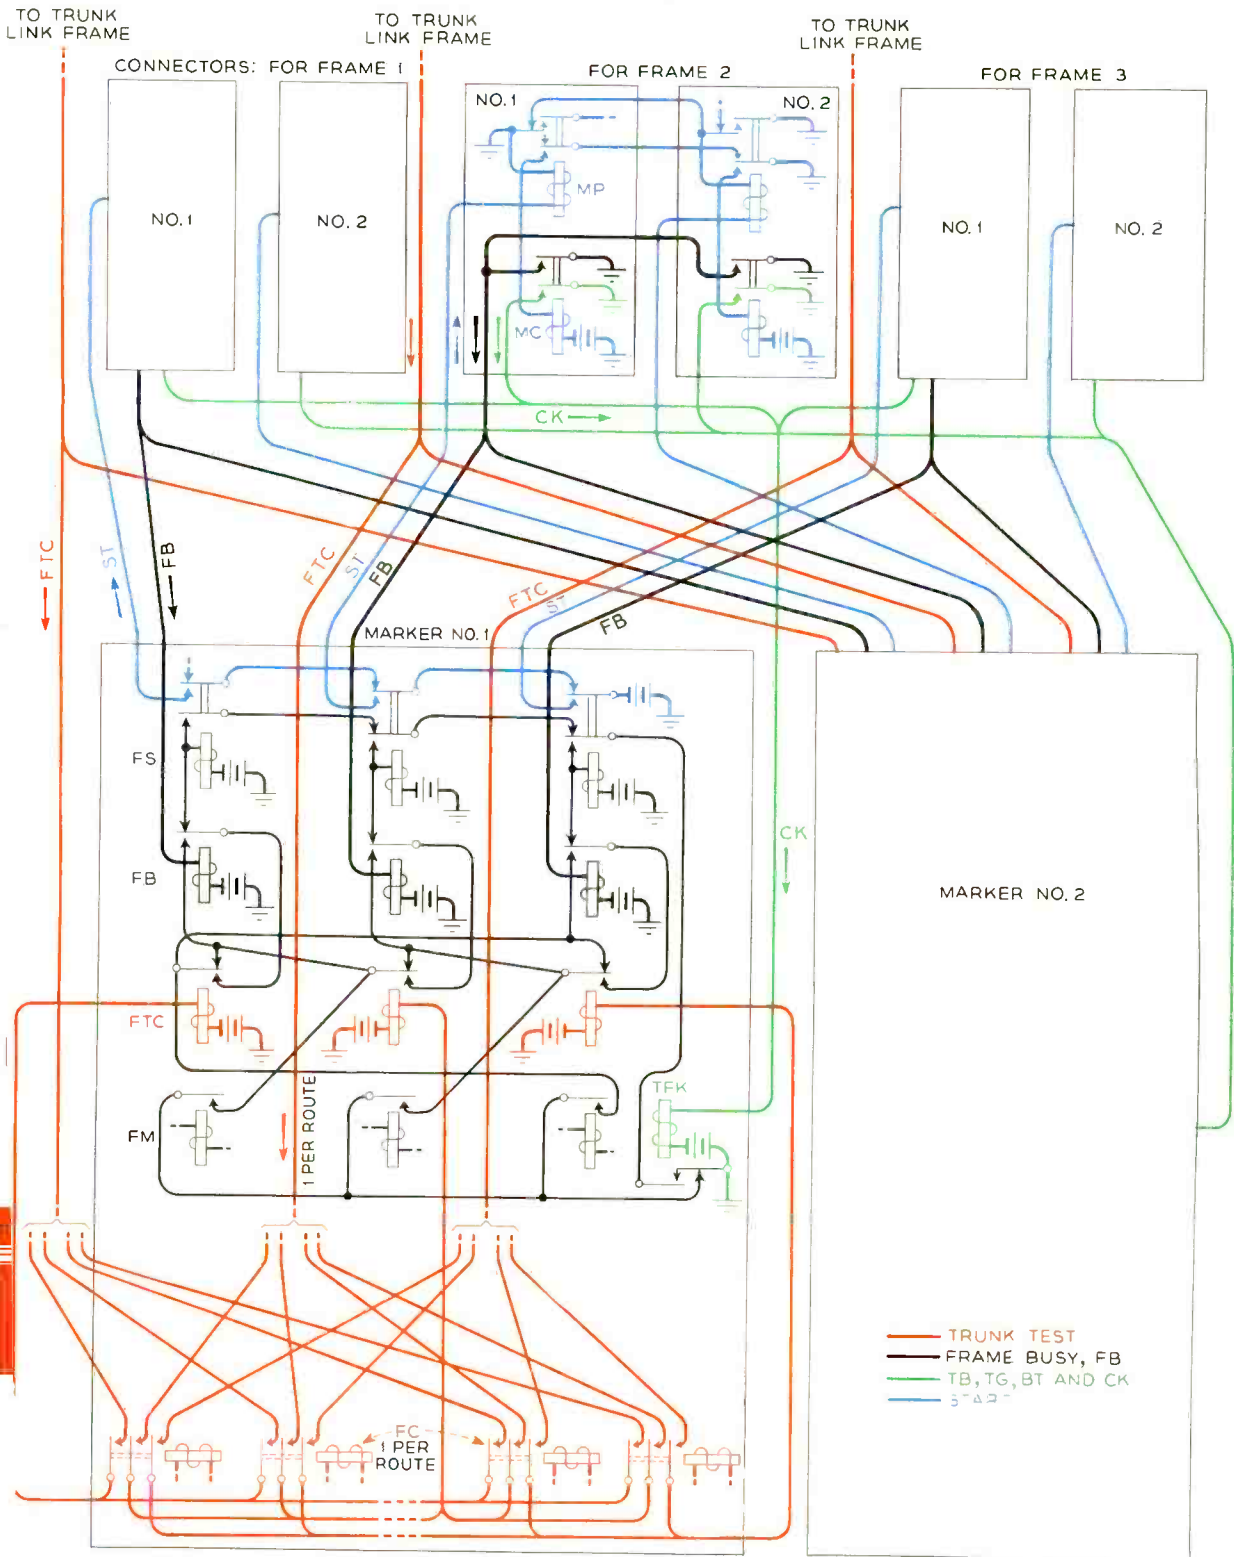 TO TRUNK
LINK FRAME
TO TRUNK
LINK FRAME
TO TRUNK
LINK FRAME
CONNECTORS: FOR FRAME 1
FOR FRAME 2
FOR FRAME 3
NO. 1
NO. 2
NO. 1
NO. 2
NO. 1
NO. 2
MP
MC
CK
FTC
ST
FB
FTC
ST
FB
FTC
ST
FB
MARKER NO. 1
FS
FB
CK
MARKER NO. 2
FTC
1 PER ROUTE
TFK
FM
TRUNK TEST
FRAME BUSY, FB
TB, TG, BT AND CK
FC
1 PER
ROUTE